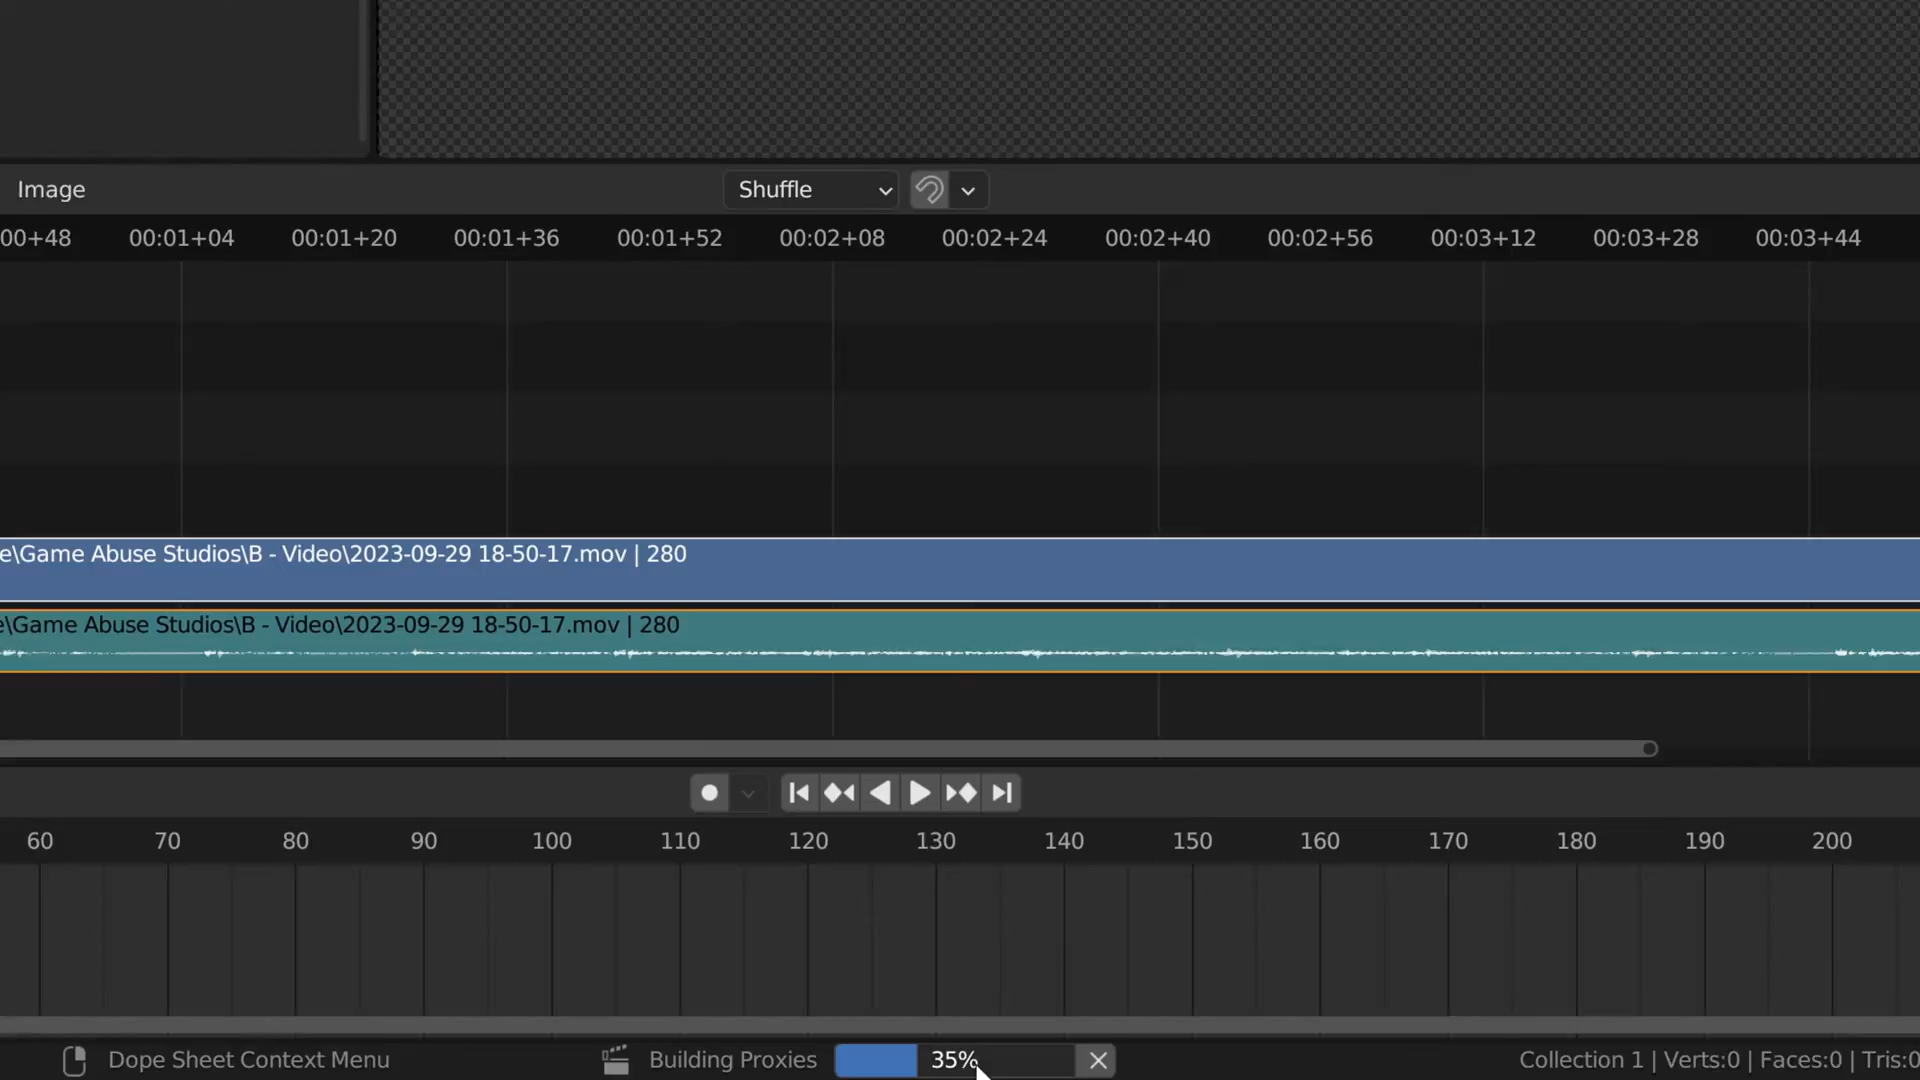 Image
Shuffle
00+48 00:01+04 00:01+20 00:01+36 00:01+52 00:02+08 00:02+24 00:02+40 00:02+56 00:03+12 00:03+28 00:03+44
e\Game Abuse Studios\B - Video\2023-09-29 18-50-17.mov | 280
e\Game Abuse Studios\B - Video\2023-09-29 18-50-17.mov | 280
60 70 80 90 100 110 120 130 140 150 160 170 180 190 200
Dope Sheet Context Menu
Building Proxies
35%
Collection 1 | Verts:0 | Faces:0 | Tris:0